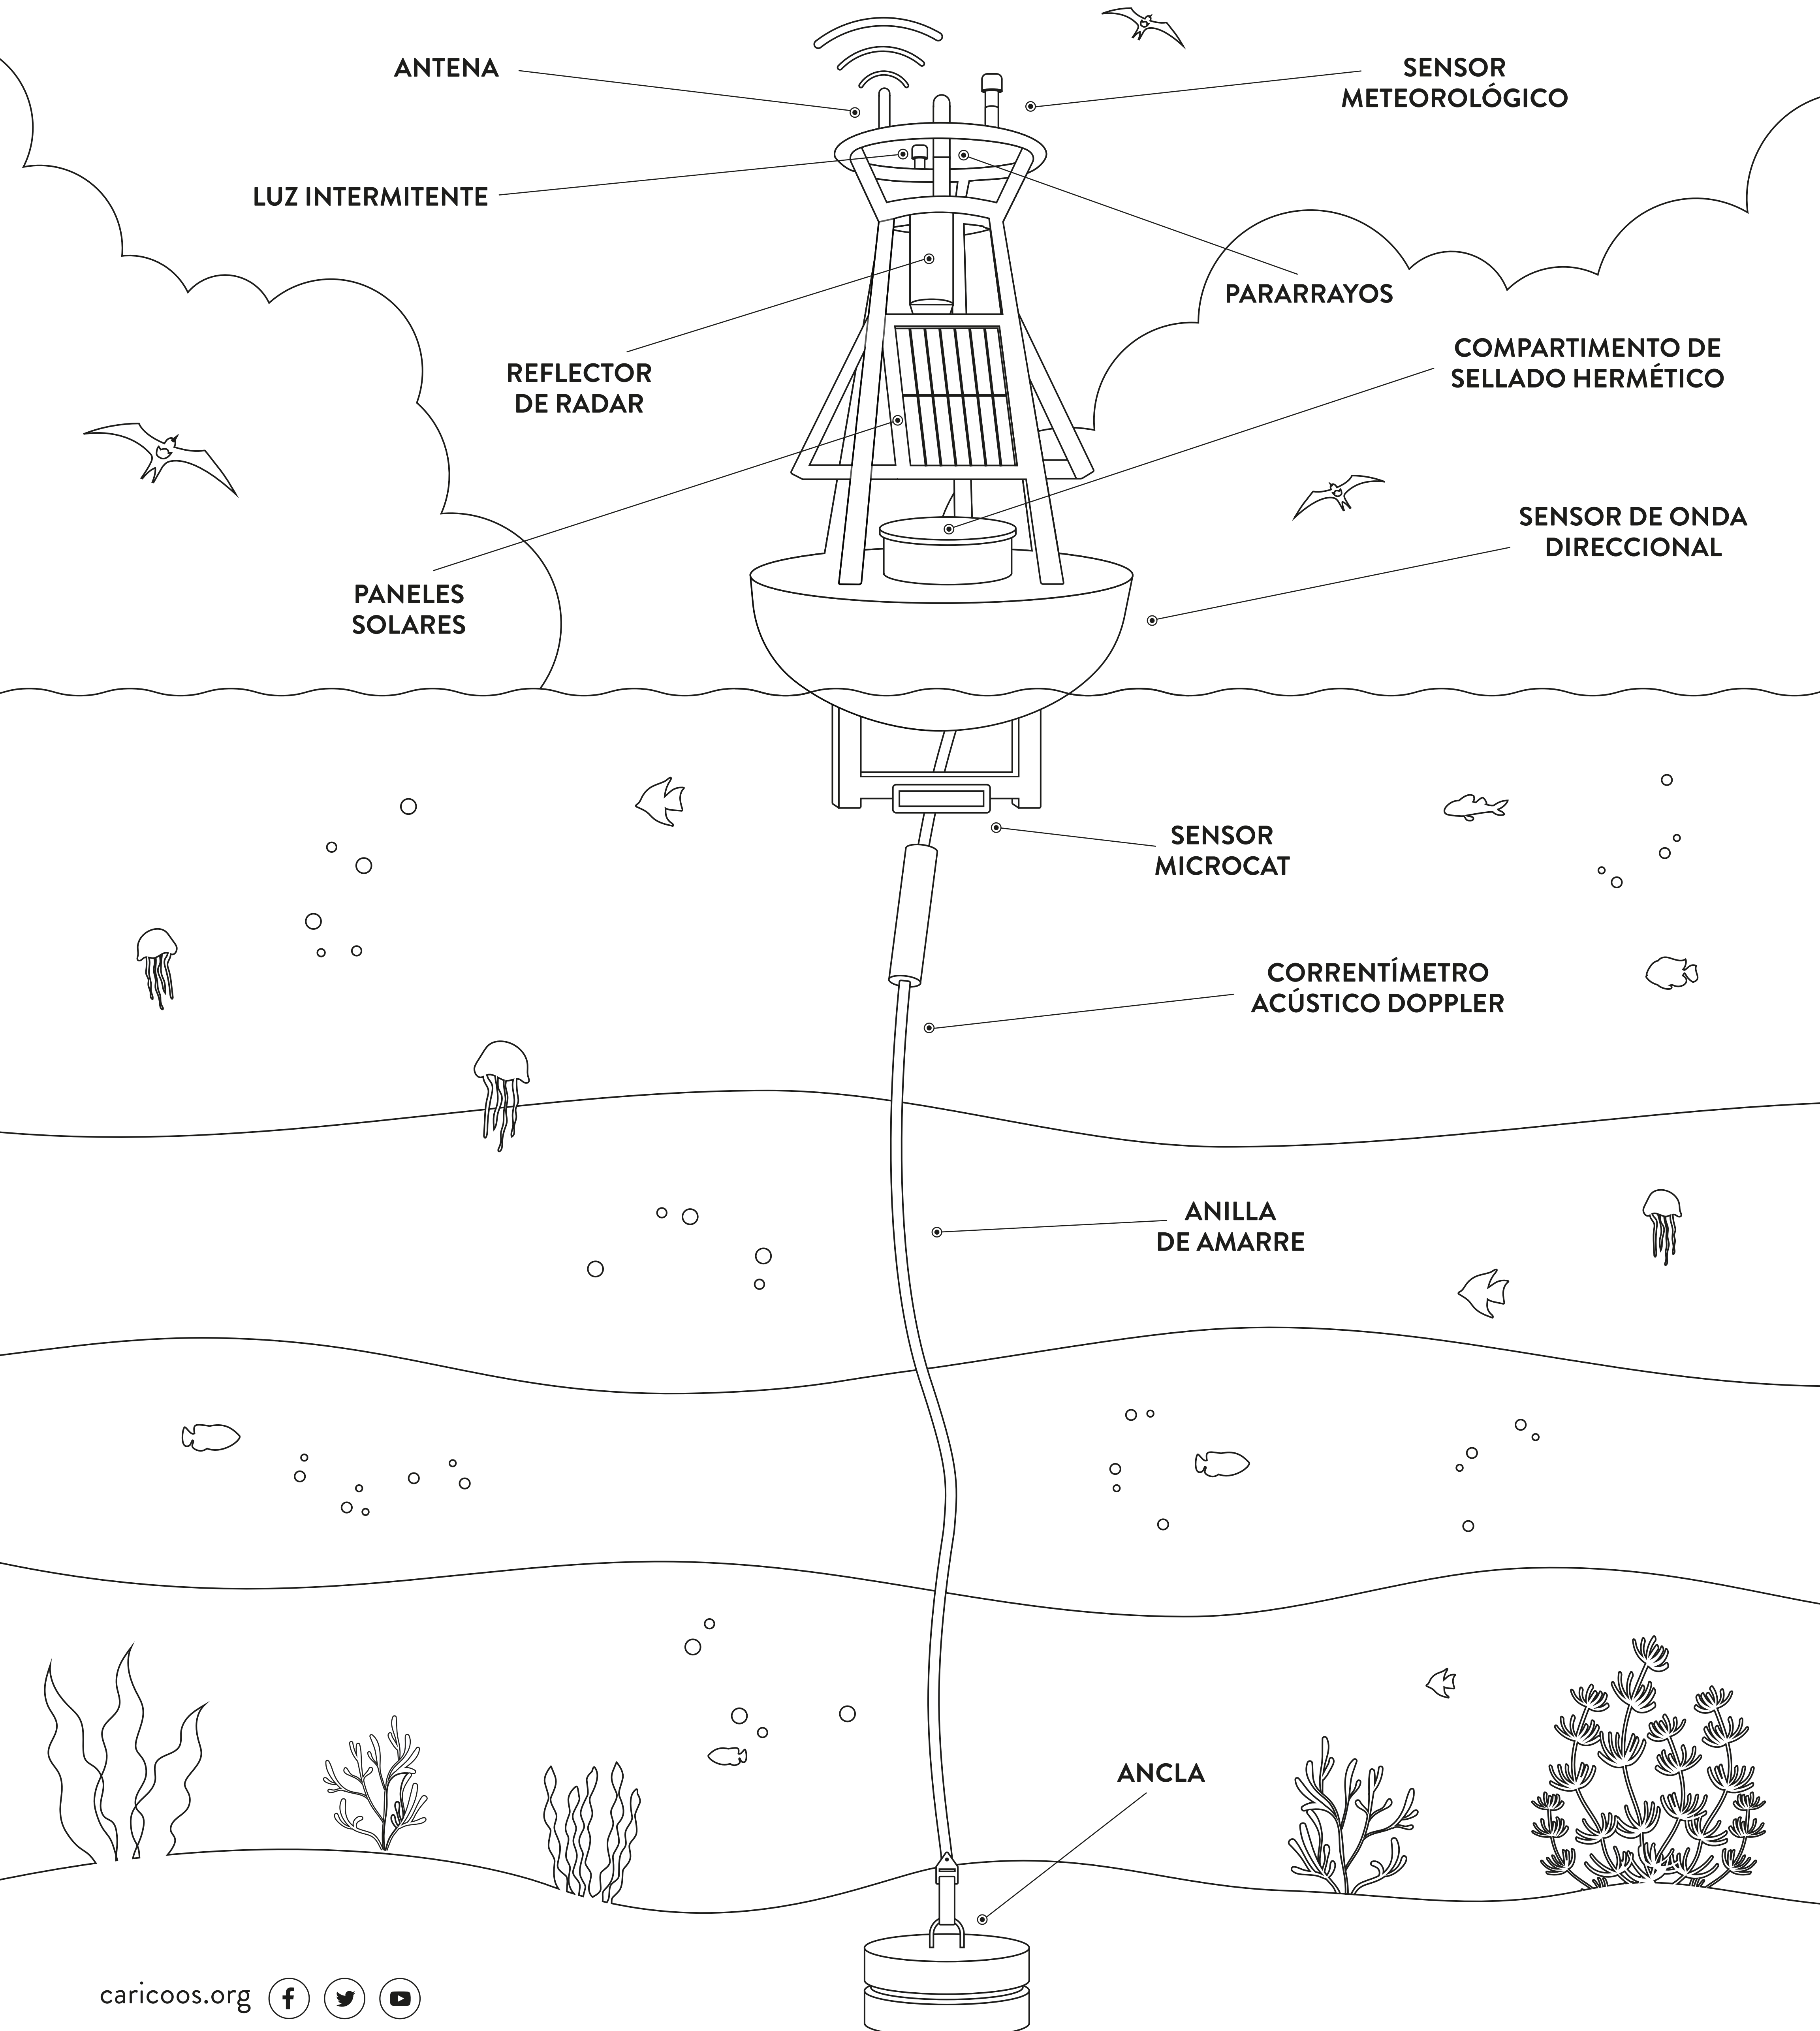 ANTENA
SENSOR
METEOROLÓGICO
LUZ INTERMITENTE
PARARRAYOS
REFLECTOR
DE RADAR
COMPARTIMENTO DE
SELLADO HERMÉTICO
SENSOR DE ONDA
DIRECCIONAL
PANELES
SOLARES
SENSOR
MICROCAT
CORRENTÍMETRO
ACÚSTICO DOPPLER
ANILLA
DE AMARRE
ANCLA
caricoos.org